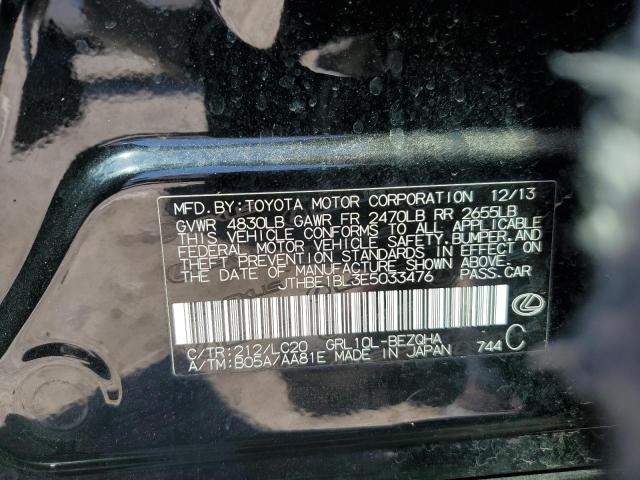 MFD.BY:TOYOTA MOTOR CORPORATION 12/13
GVWR 4830LB GAWR FR 2470LB RR 2655LB
THIS VEHICLE CONFORMS TO ALL APPLICABLE
FEDERAL MOTOR VEHICLE SAFETY,BUMPER,AND
THEFT PREVENTION STANDARDS IN EFFECT ON
THE DATE OF MANUFACTURE SHOWN ABOVE.
JTHBE1BL3E5033476 PASS.CAR
C/TR:212/LC20 GRL10L-BEZQHA
A/TM:B05A/AA81E MADE IN JAPAN 744 C